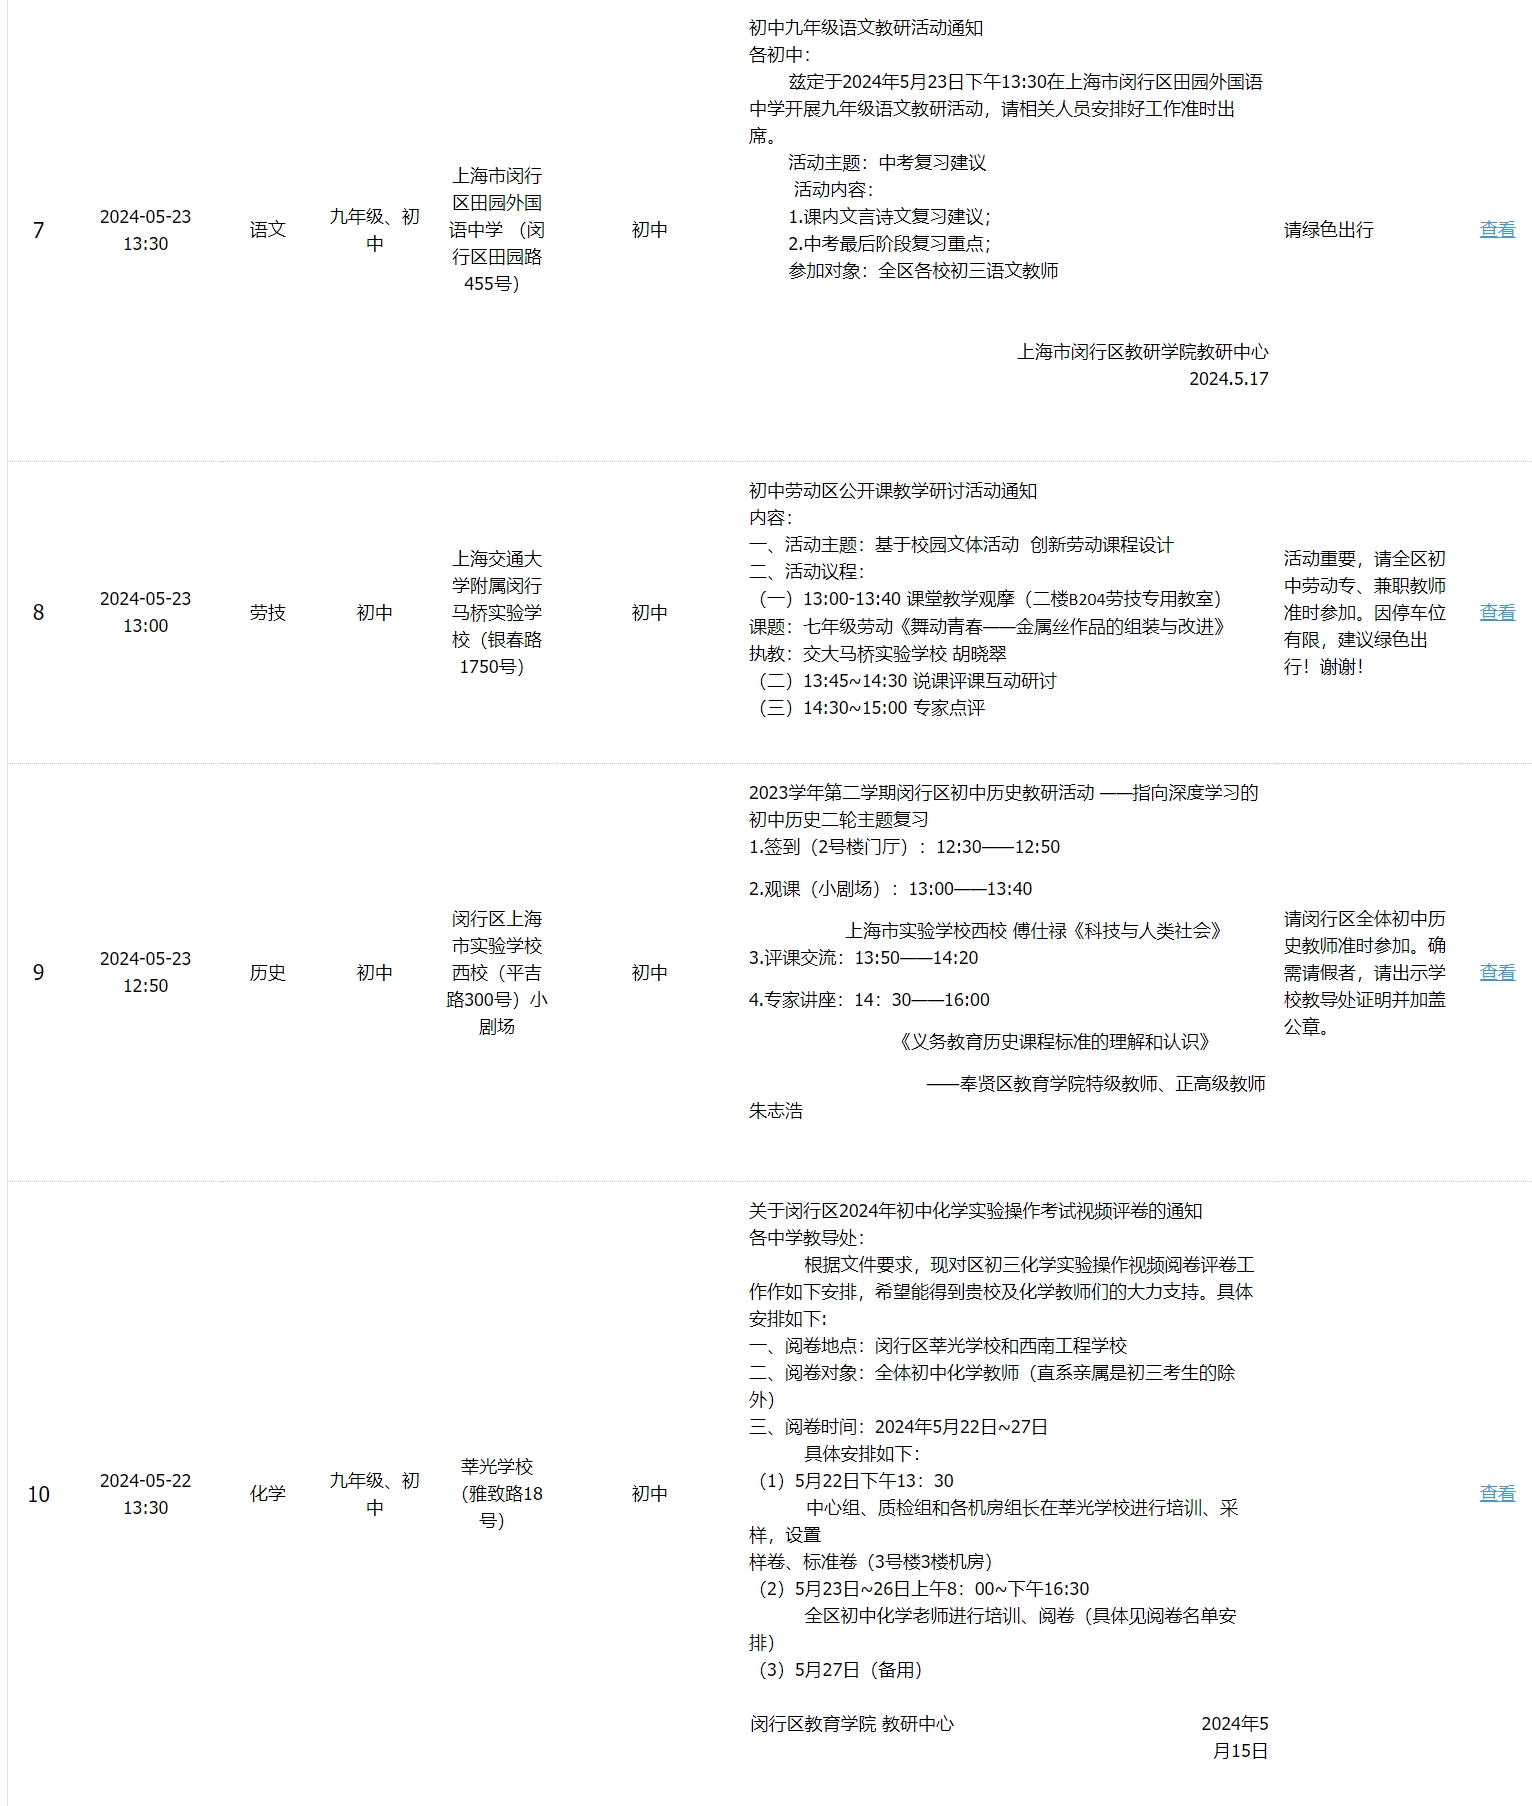 7
2024-05-23
13:30
语文
九年级、初
中
上海市闵行
区田园外国
语中学 （闵
行区田园路
455号）
初中
初中九年级语文教研活动通知
各初中：
兹定于2024年5月23日下午13:30在上海市闵行区田园外国语
中学开展九年级语文教研活动，请相关人员安排好工作准时出
席。
活动主题：中考复习建议
活动内容：
1.课内文言诗文复习建议；
2.中考最后阶段复习重点；
参加对象：全区各校初三语文教师
上海市闵行区教研学院教研中心
2024.5.17
请绿色出行
查看
8
2024-05-23
13:00
劳技
初中
上海交通大
学附属闵行
马桥实验学
校（银春路
1750号）
初中
初中劳动区公开课教学研讨活动通知
内容：
一、活动主题：基于校园文体活动 创新劳动课程设计
二、活动议程：
（一）13:00-13:40 课堂教学观摩（二楼B204劳技专用教室）
课题：七年级劳动《舞动青春——金属丝作品的组装与改进》
执教：交大马桥实验学校 胡晓翠
（二）13:45~14:30 说课评课互动研讨
（三）14:30~15:00 专家点评
活动重要，请全区初
中劳动专、兼职教师
准时参加。因停车位
有限，建议绿色出
行！谢谢！
查看
9
2024-05-23
12:50
历史
初中
闵行区上海
市实验学校
西校（平吉
路300号）小
剧场
初中
2023学年第二学期闵行区初中历史教研活动 ——指向深度学习的
初中历史二轮主题复习
1.签到（2号楼门厅）：12:30——12:50
2.观课（小剧场）：13:00——13:40
上海市实验学校西校 傅仕禄《科技与人类社会》
3.评课交流：13:50——14:20
4.专家讲座：14：30——16:00
《义务教育历史课程标准的理解和认识》
——奉贤区教育学院特级教师、正高级教师
朱志浩
请闵行区全体初中历
史教师准时参加。确
需请假者，请出示学
校教导处证明并加盖
公章。
查看
10
2024-05-22
13:30
化学
九年级、初
中
莘光学校
（雅致路18
号）
初中
关于闵行区2024年初中化学实验操作考试视频评卷的通知
各中学教导处：
根据文件要求，现对区初三化学实验操作视频阅卷评卷工
作作如下安排，希望能得到贵校及化学教师们的大力支持。具体
安排如下:
一、阅卷地点：闵行区莘光学校和西南工程学校
二、阅卷对象：全体初中化学教师（直系亲属是初三考生的除
外）
三、阅卷时间：2024年5月22日~27日
具体安排如下：
（1）5月22日下午13：30
中心组、质检组和各机房组长在莘光学校进行培训、采
样，设置
样卷、标准卷（3号楼3楼机房）
（2）5月23日~26日上午8：00~下午16:30
全区初中化学老师进行培训、阅卷（具体见阅卷名单安
排）
（3）5月27日（备用）
闵行区教育学院 教研中心 2024年5
月15日
查看